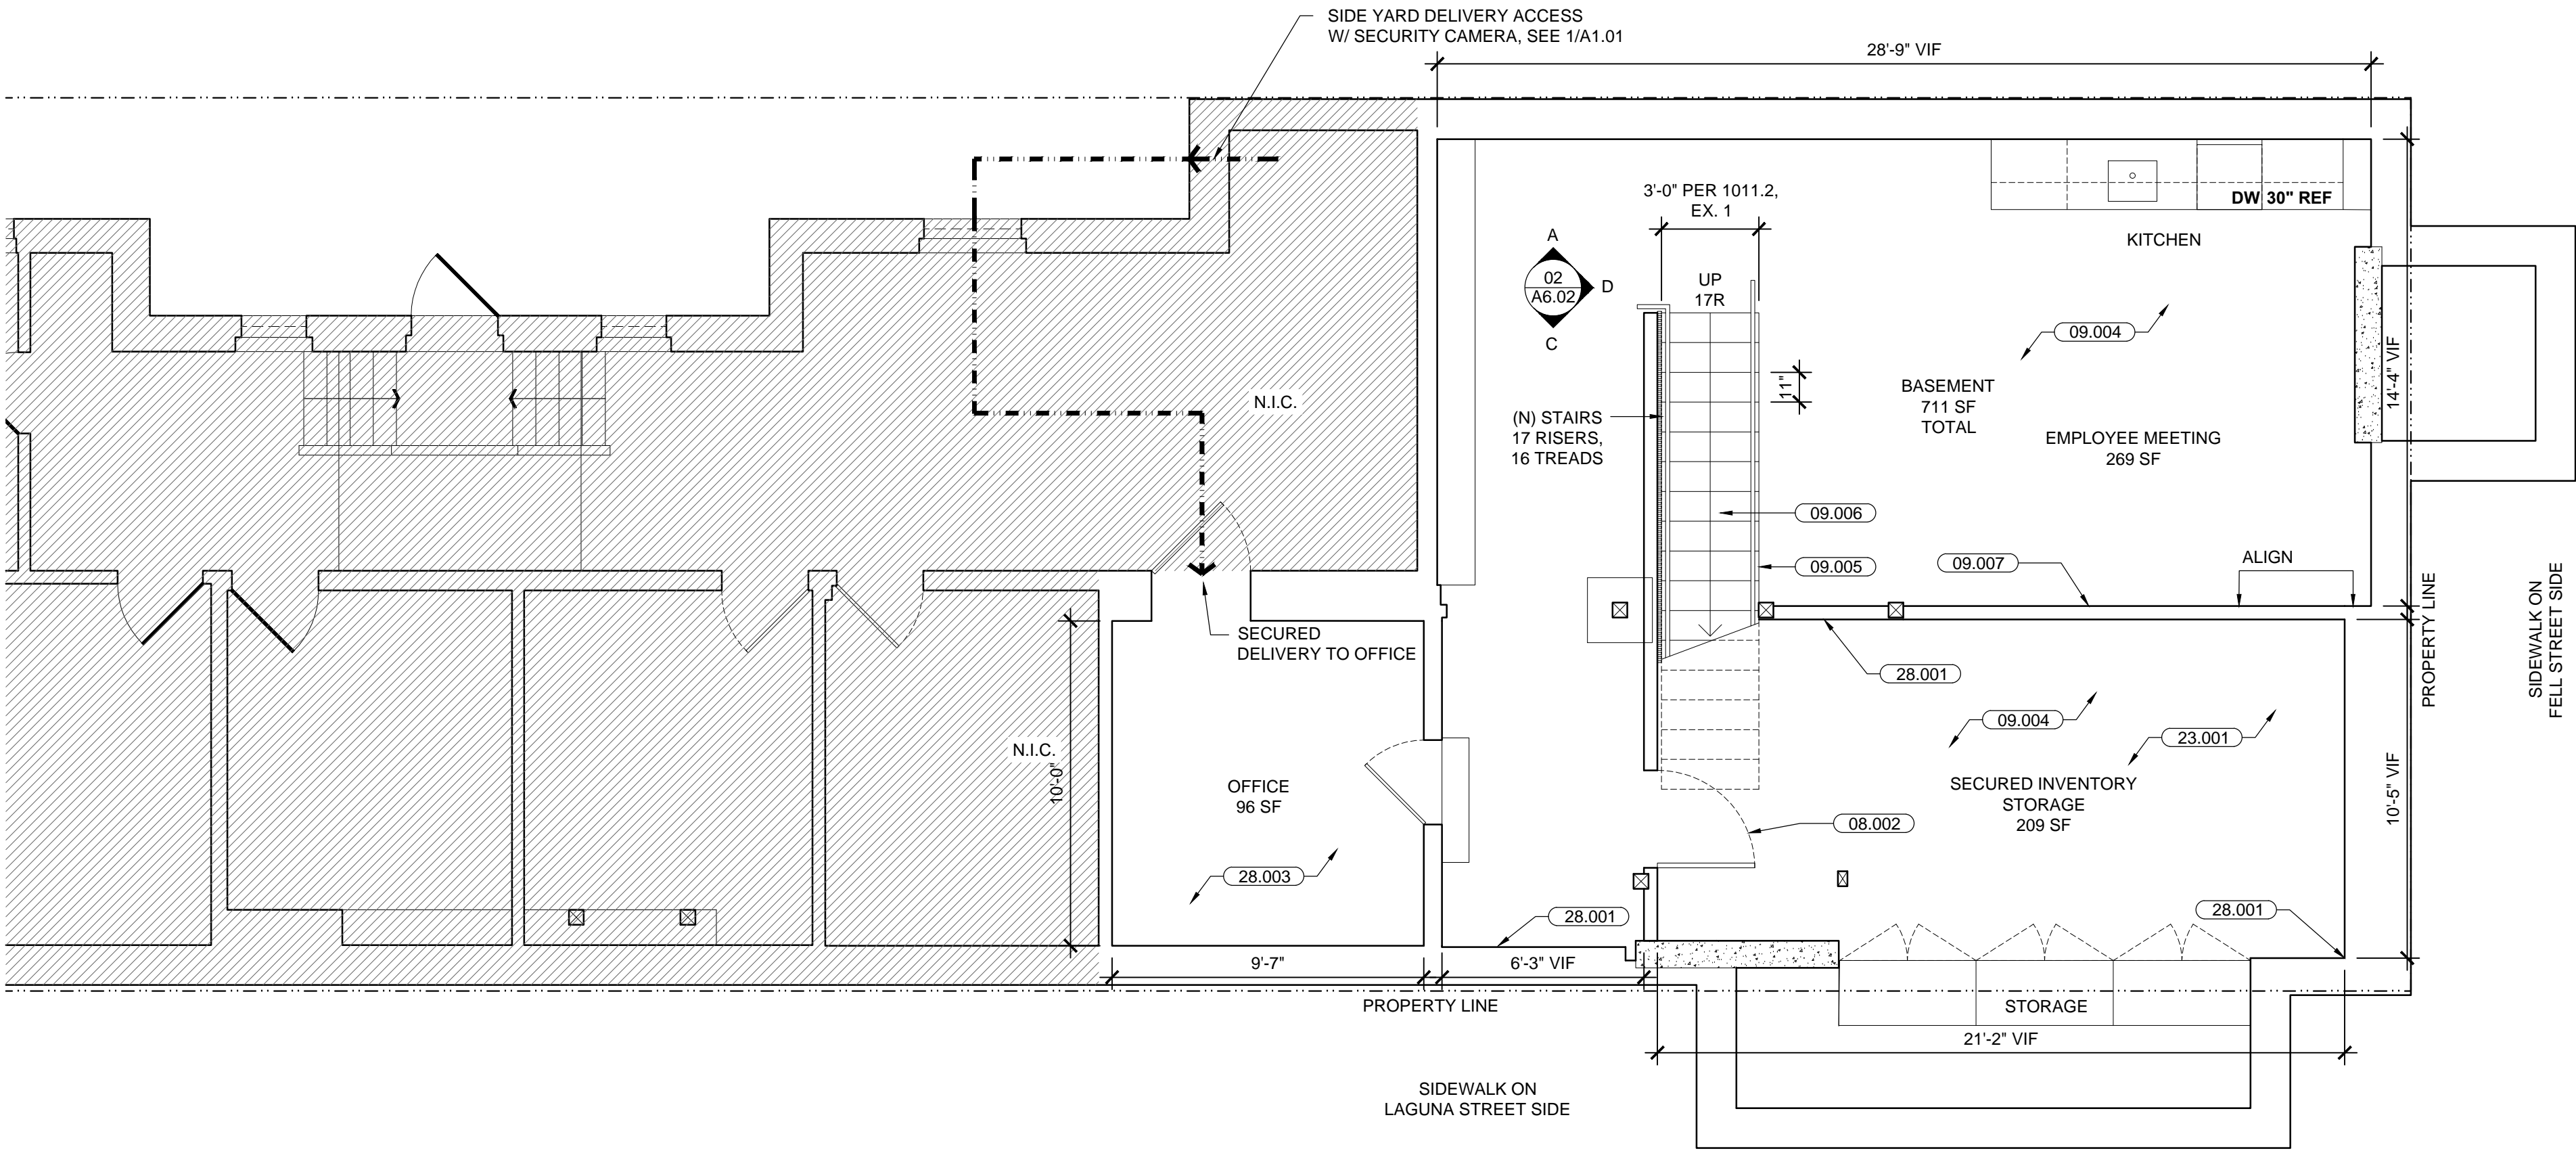 SIDE YARD DELIVERY ACCESS
W/ SECURITY CAMERA, SEE 1/A1.01
28'-9" VIF
3'-0" PER 1011.2,
EX. 1
DW 30" REF
KITCHEN
A
02
A6.02
D
C
UP
17R
09.004
14'-4" VIF
11"
BASEMENT
711 SF
TOTAL
N.I.C.
(N) STAIRS
17 RISERS,
16 TREADS
EMPLOYEE MEETING
269 SF
09.006
09.005
09.007
ALIGN
PROPERTY LINE
SIDEWALK ON
FELL STREET SIDE
SECURED
DELIVERY TO OFFICE
28.001
09.004
23.001
N.I.C.
10'-0"
OFFICE
96 SF
SECURED INVENTORY
STORAGE
209 SF
10'-5" VIF
08.002
28.003
28.001
28.001
9'-7"
6'-3" VIF
PROPERTY LINE
STORAGE
21'-2" VIF
SIDEWALK ON
LAGUNA STREET SIDE